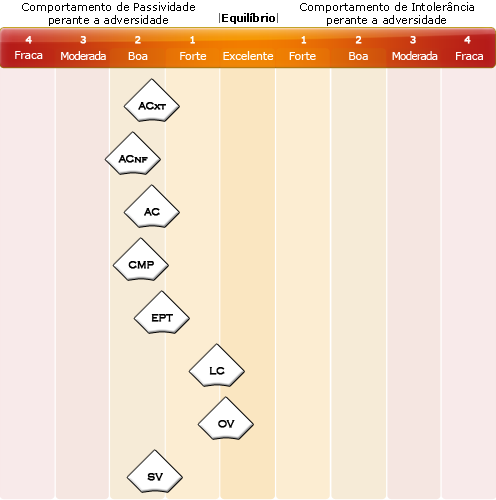 Comportamento de Passividade
perante a adversidade
|Equilíbrio|
Comportamento de Intolerância
perante a adversidade
4 3 2 1 1 2 3 4
Fraca Moderada Boa Forte Excelente Forte Boa Moderada Fraca
ACXT
ACNF
AC
CMP
EPT
LC
OV
SV